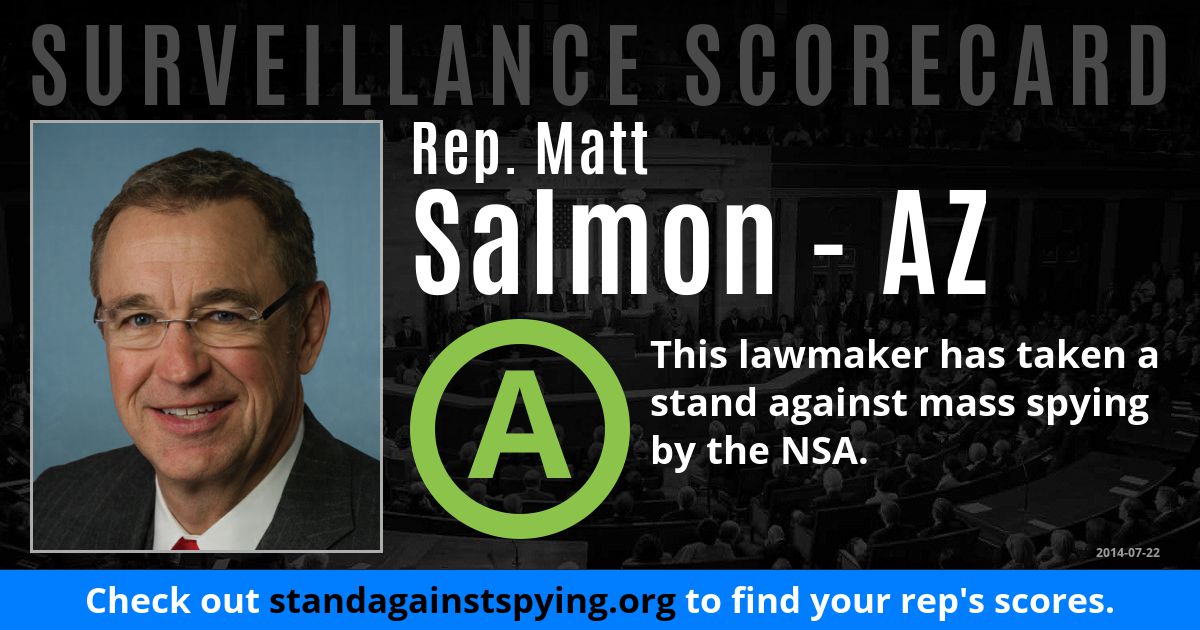 SURVEILLANCE SCORECARD
Rep. Matt
Salmon - AZ
A
This lawmaker has taken a
stand against mass spying
by the NSA.
2014-07-22
Check out standagainstspying.org to find your rep's scores.